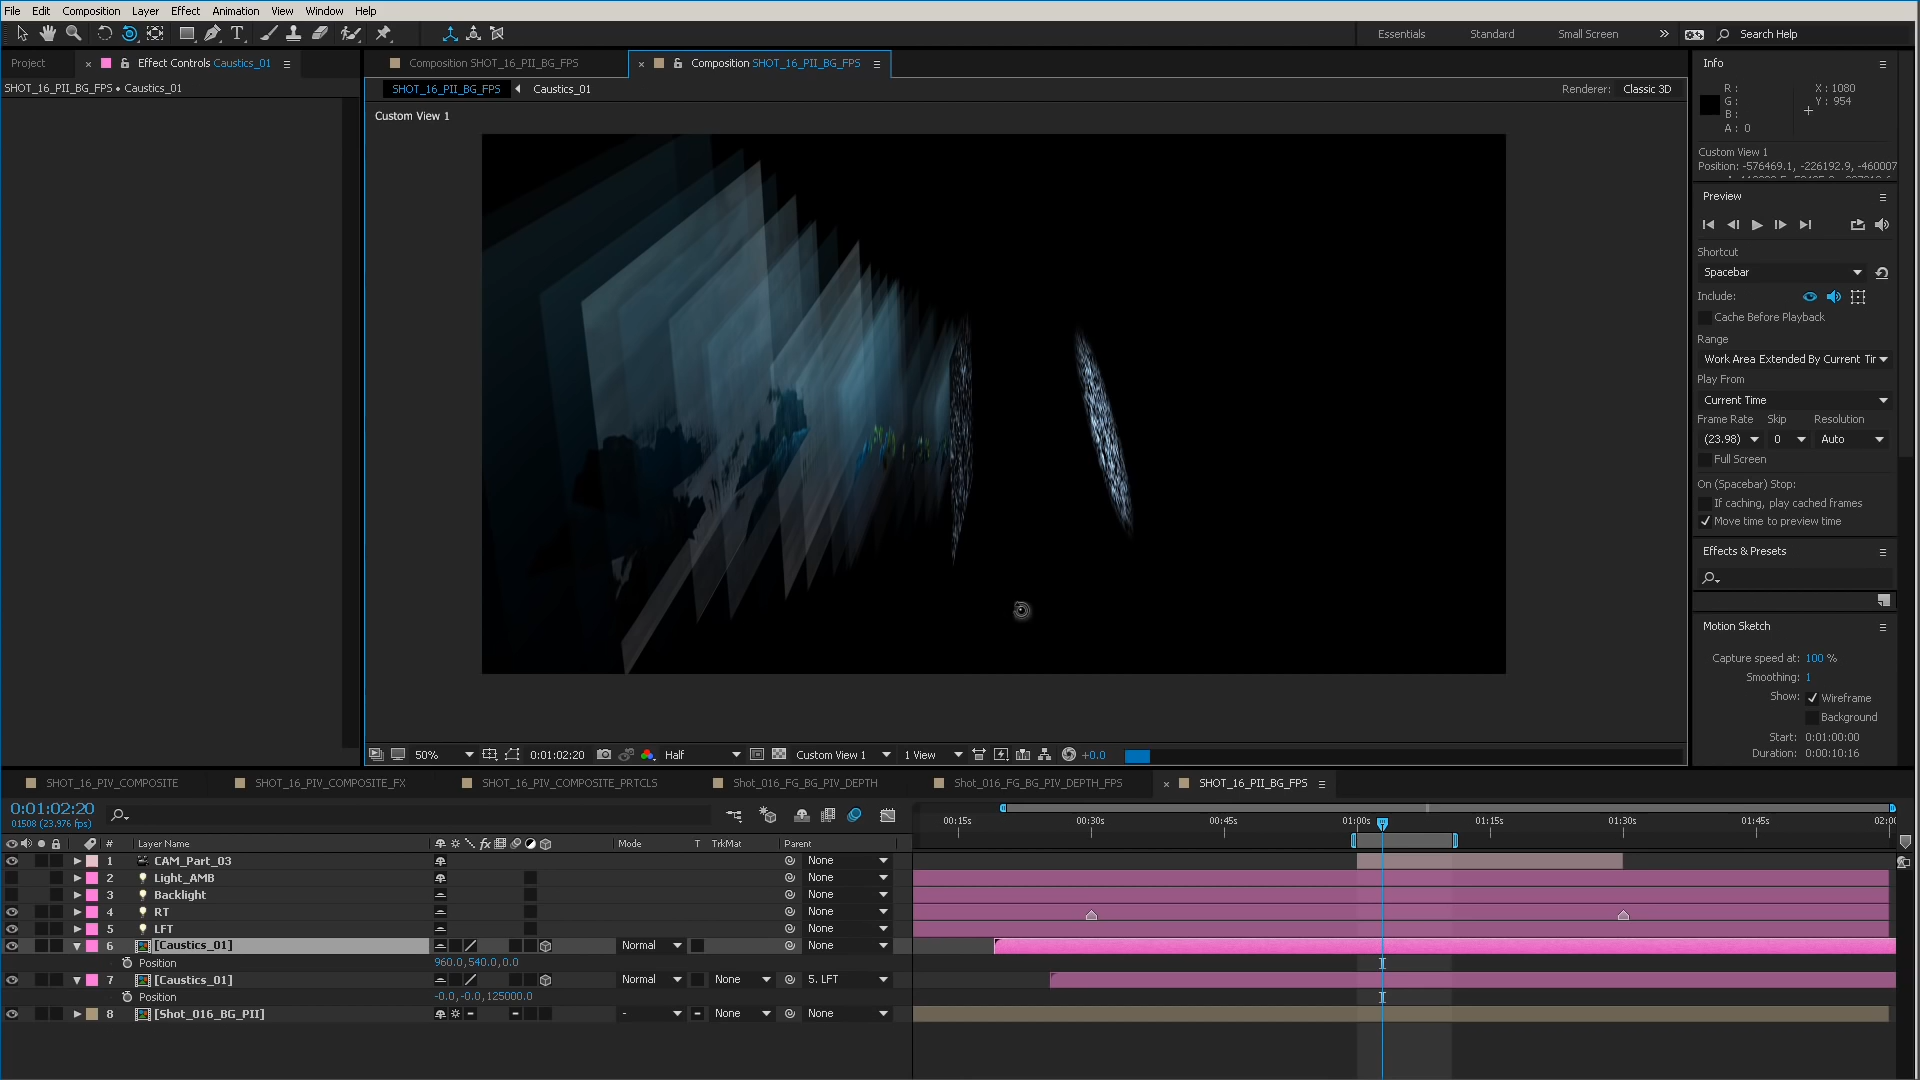 File Edit Composition Layer Effect Animation View Window Help
Essentials Standard Small Screen Search Help
Project Effect Controls Caustics_01
SHOT_16_PII_BG_FPS • Caustics_01
Composition SHOT_16_PII_BG_FPS Composition SHOT_16_PII_BG_FPS
SHOT_16_PII_BG_FPS Caustics_01 Renderer: Classic 3D
Custom View 1
Info
R : X : 1080
G : Y : 954
B :
A : 0
Custom View 1
Position: -576469.1, -226192.9, -460007
Preview
Shortcut
Spacebar
Include:
Cache Before Playback
Range
Work Area Extended By Current Tir
Play From
Current Time
Frame Rate Skip Resolution
(23.98) 0 Auto
Full Screen
On (Spacebar) Stop:
If caching, play cached frames
Move time to preview time
Effects & Presets
Motion Sketch
Capture speed at: 100 %
Smoothing: 1
Show: Wireframe
Background
Start: 0:01:00:00
Duration: 0:00:10:16
50% 0:01:02:20 Half Custom View 1 1 View +0.0
SHOT_16_PIV_COMPOSITE SHOT_16_PIV_COMPOSITE_FX SHOT_16_PIV_COMPOSITE_PRTCLS Shot_016_FG_BG_PIV_DEPTH Shot_016_FG_BG_PIV_DEPTH_FPS SHOT_16_PII_BG_FPS
0:01:02:20
01508 (23.976 fps)
00:15s 00:30s 00:45s 01:00s 01:15s 01:30s 01:45s 02:00
# Layer Name fx Mode T TrkMat Parent
1 CAM_Part_03 None
2 Light_AMB None
3 Backlight None
4 RT None
5 LFT None
6 [Caustics_01] Normal None
Position 960.0,540.0,0.0
7 [Caustics_01] Normal None 5. LFT
Position -0.0,-0.0,125000.0
8 [Shot_016_BG_PII] - None None